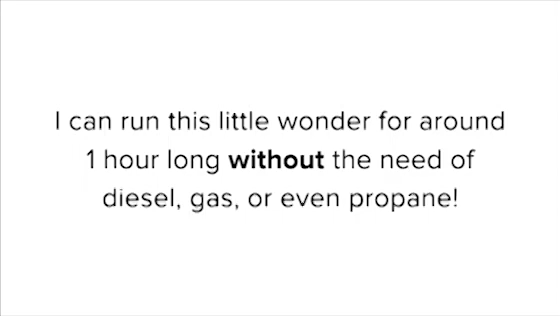 I can run this little wonder for around
1 hour long without the need of
diesel, gas, or even propane!